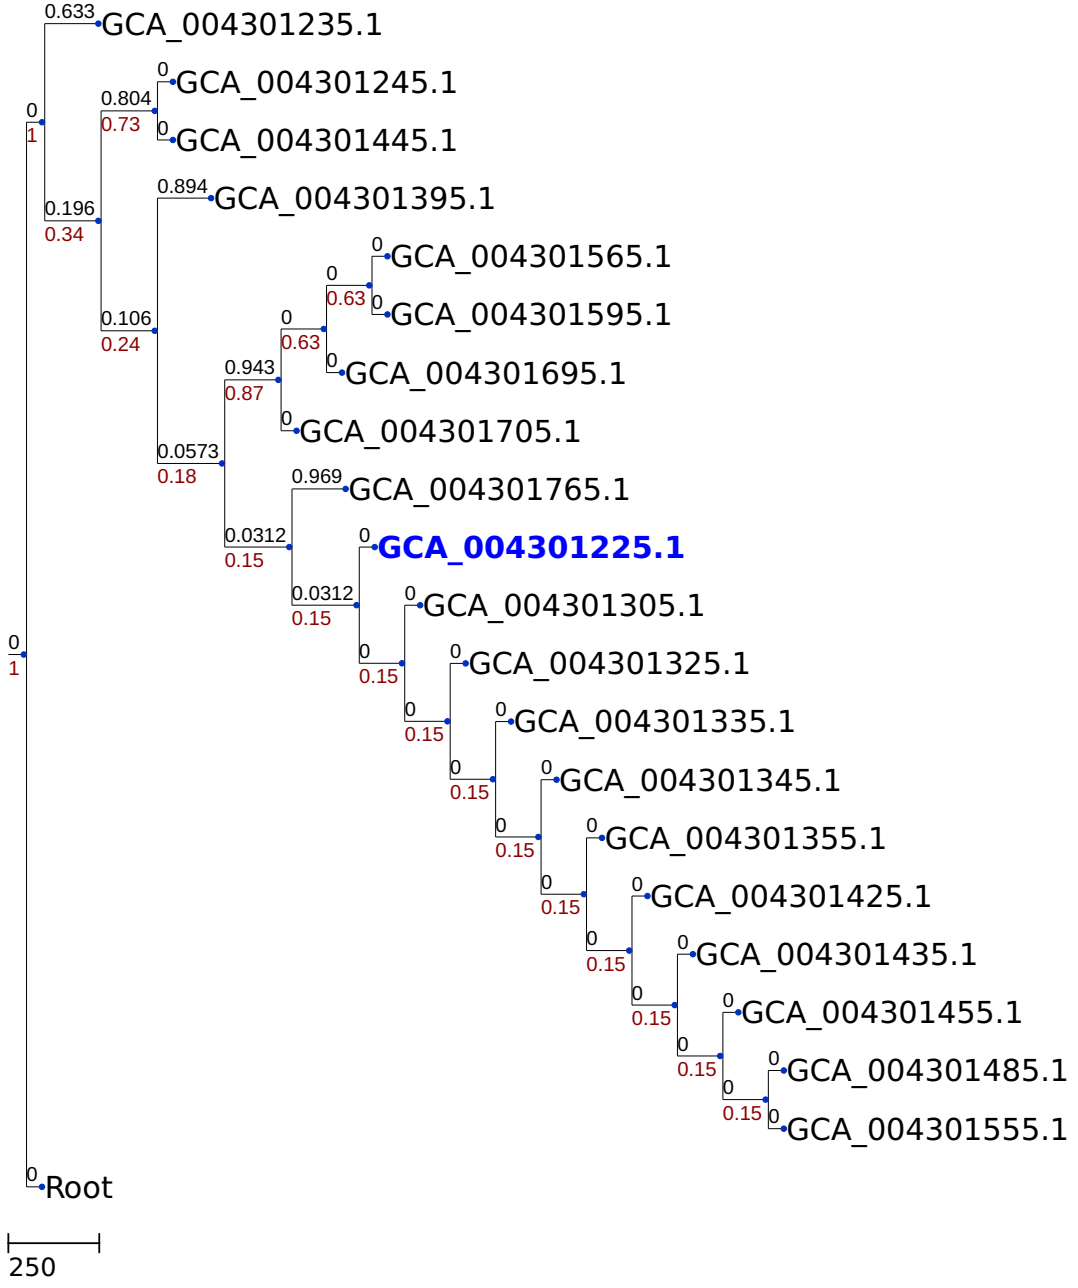 0.633
GCA_004301235.1
0
GCA_004301245.1
0.804
0
0.73
1
0
GCA_004301445.1
0.894
GCA_004301395.1
0.196
0.34
0
GCA_004301565.1
0
0.63
0
GCA_004301595.1
0.106
0
0.24
0.63
0
GCA_004301695.1
0.943
0.87
0
GCA_004301705.1
0.0573
0.18
0.969
GCA_004301765.1
0.0312
0.15
0
GCA_004301225.1
0.0312
0.15
0
GCA_004301305.1
0
0.15
0
GCA_004301325.1
0
1
0
0.15
0
GCA_004301335.1
0
0.15
0
GCA_004301345.1
0
0.15
0
GCA_004301355.1
0
0.15
0
GCA_004301425.1
0
0.15
0
GCA_004301435.1
0
0.15
0
GCA_004301455.1
0
0.15
0
GCA_004301485.1
0
0.15
0
GCA_004301555.1
0
Root
250